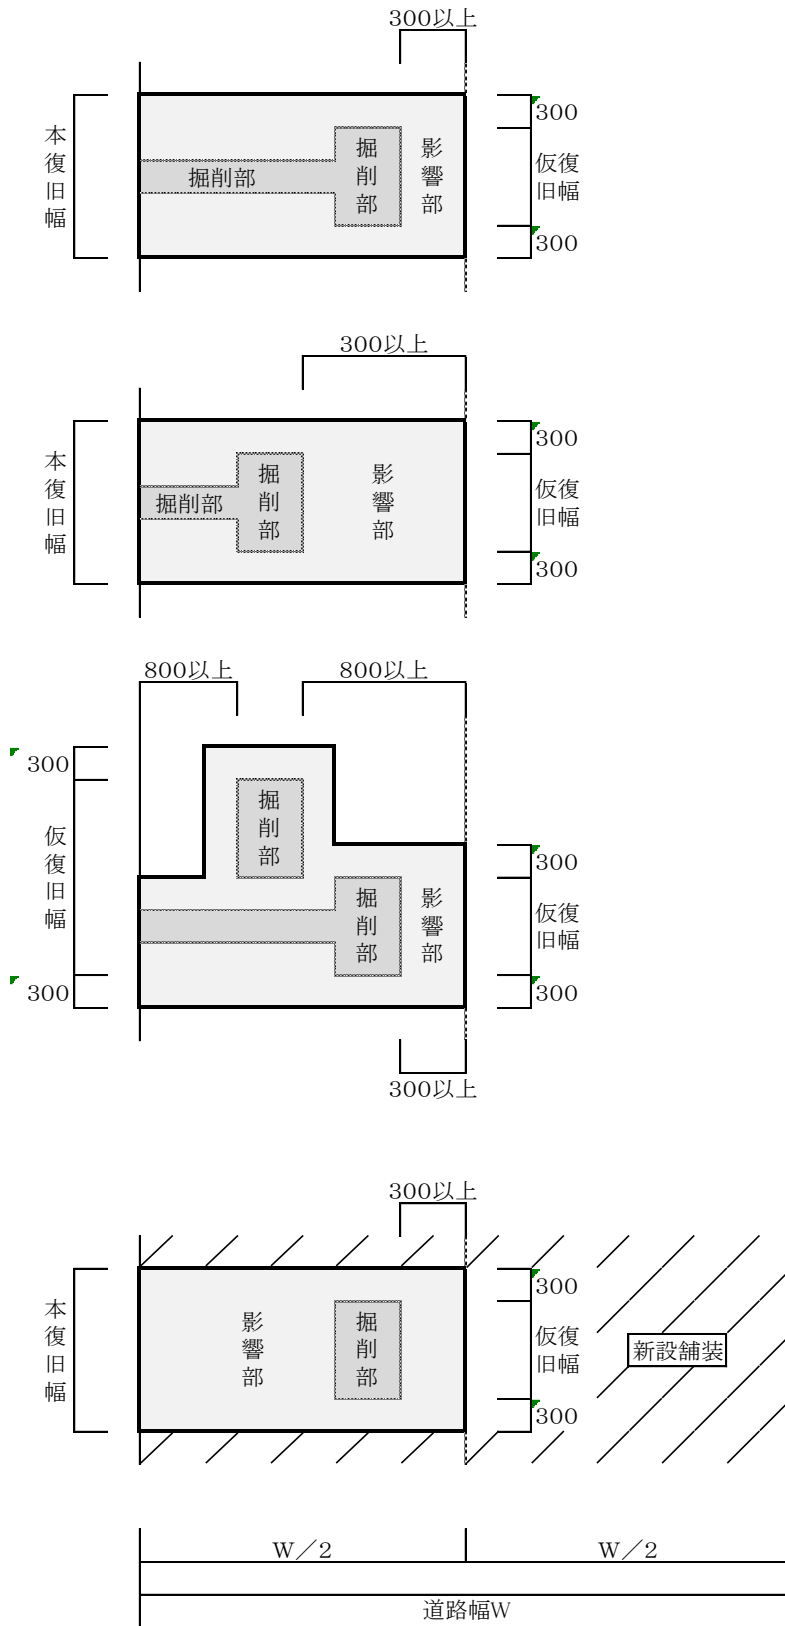 300以上
300
本復旧幅
掘削部
掘削部
影響部
仮復
旧幅
300
300以上
300
本復旧幅
掘削部
掘削部
影響部
仮復
旧幅
300
800以上
800以上
300
掘削部
仮復旧幅
300
掘削部
影響部
仮復
旧幅
300
300
300以上
300以上
300
本復旧幅
影響部
掘削部
仮復
旧幅
新設舗装
300
W／2
W／2
道路幅W